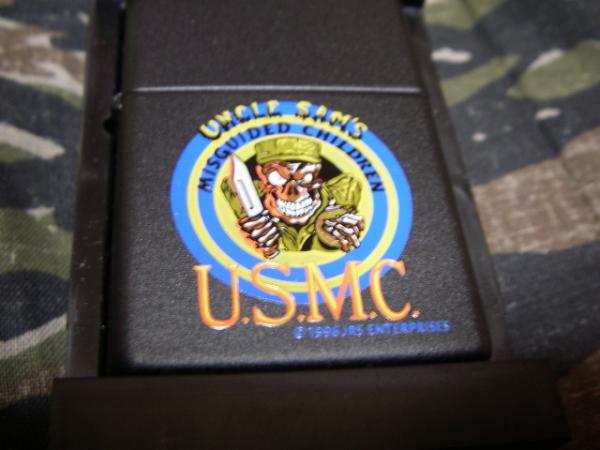 UNCLE SAM'S
MISGUIDED CHILDREN
U.S.M.C.
© 1996 JRS ENTERPRISES